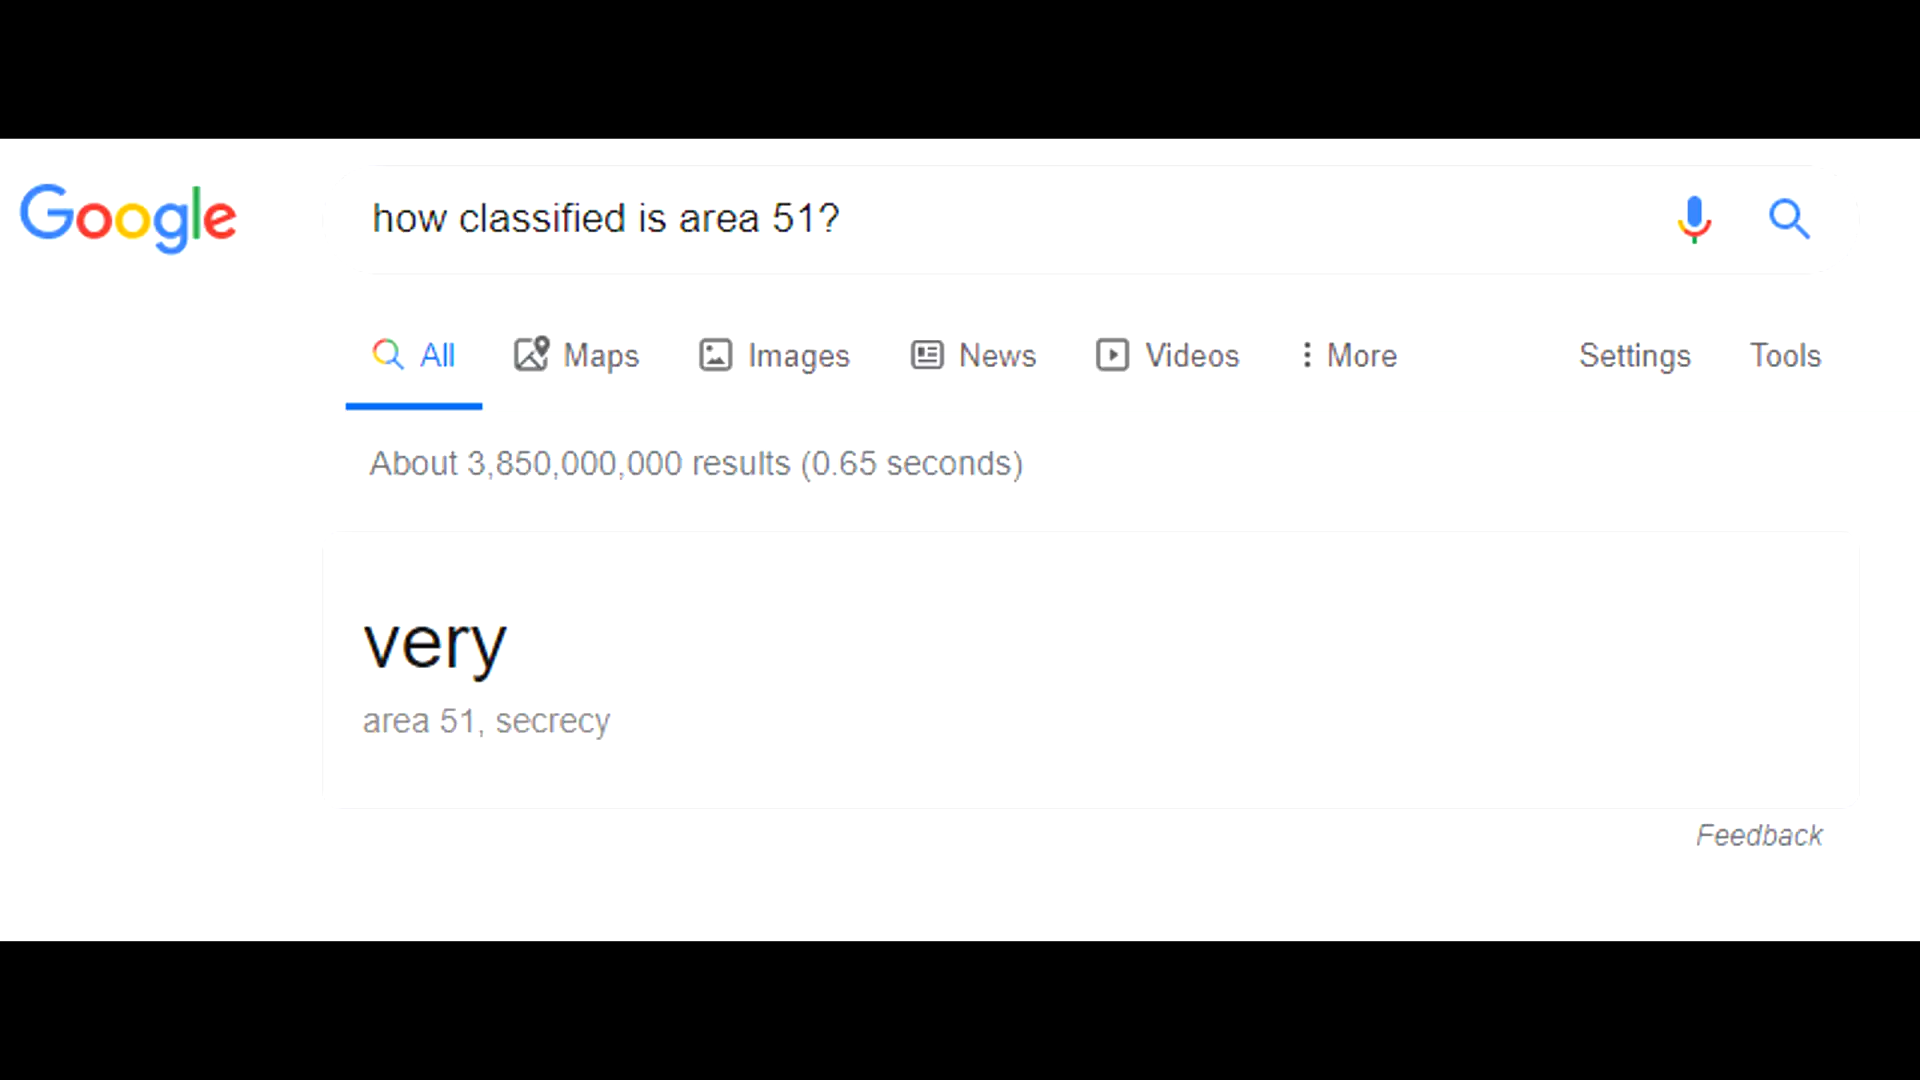 Google
how classified is area 51?
All Maps Images News Videos More Settings Tools
About 3,850,000,000 results (0.65 seconds)
very
area 51, secrecy
Feedback